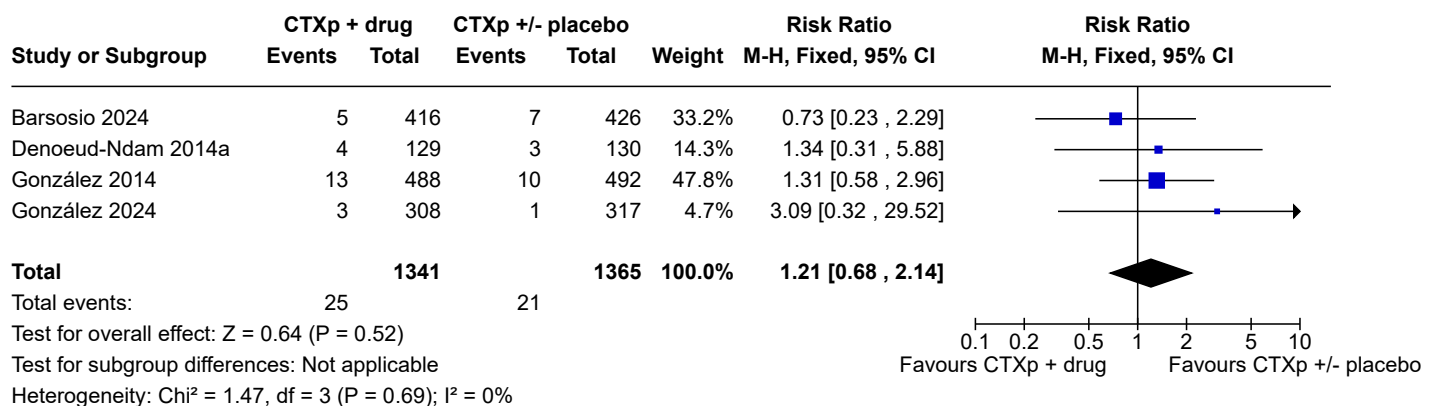 CTXp + drug CTXp +/- placebo Risk Ratio Risk Ratio
Study or Subgroup Events Total Events Total Weight M-H, Fixed, 95% CI M-H, Fixed, 95% CI
Barsosio 2024 5 416 7 426 33.2% 0.73 [0.23 , 2.29]
Denoeud-Ndam 2014a 4 129 3 130 14.3% 1.34 [0.31 , 5.88]
González 2014 13 488 10 492 47.8% 1.31 [0.58 , 2.96]
González 2024 3 308 1 317 4.7% 3.09 [0.32 , 29.52]
Total 1341 1365 100.0% 1.21 [0.68 , 2.14]
Total events: 25 21
Test for overall effect: Z = 0.64 (P = 0.52)
0.1 0.2 0.5 1 2 5 10
Test for subgroup differences: Not applicable
Favours CTXp + drug Favours CTXp +/- placebo
Heterogeneity: Chi² = 1.47, df = 3 (P = 0.69); I² = 0%